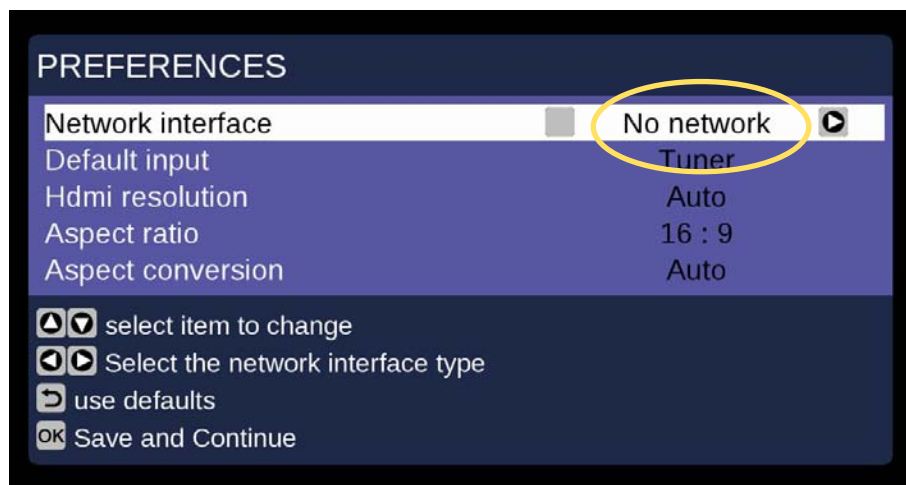 PREFERENCES
Network interface No network
Default input Tuner
Hdmi resolution Auto
Aspect ratio 16 : 9
Aspect conversion Auto
select item to change
Select the network interface type
use defaults
OK Save and Continue